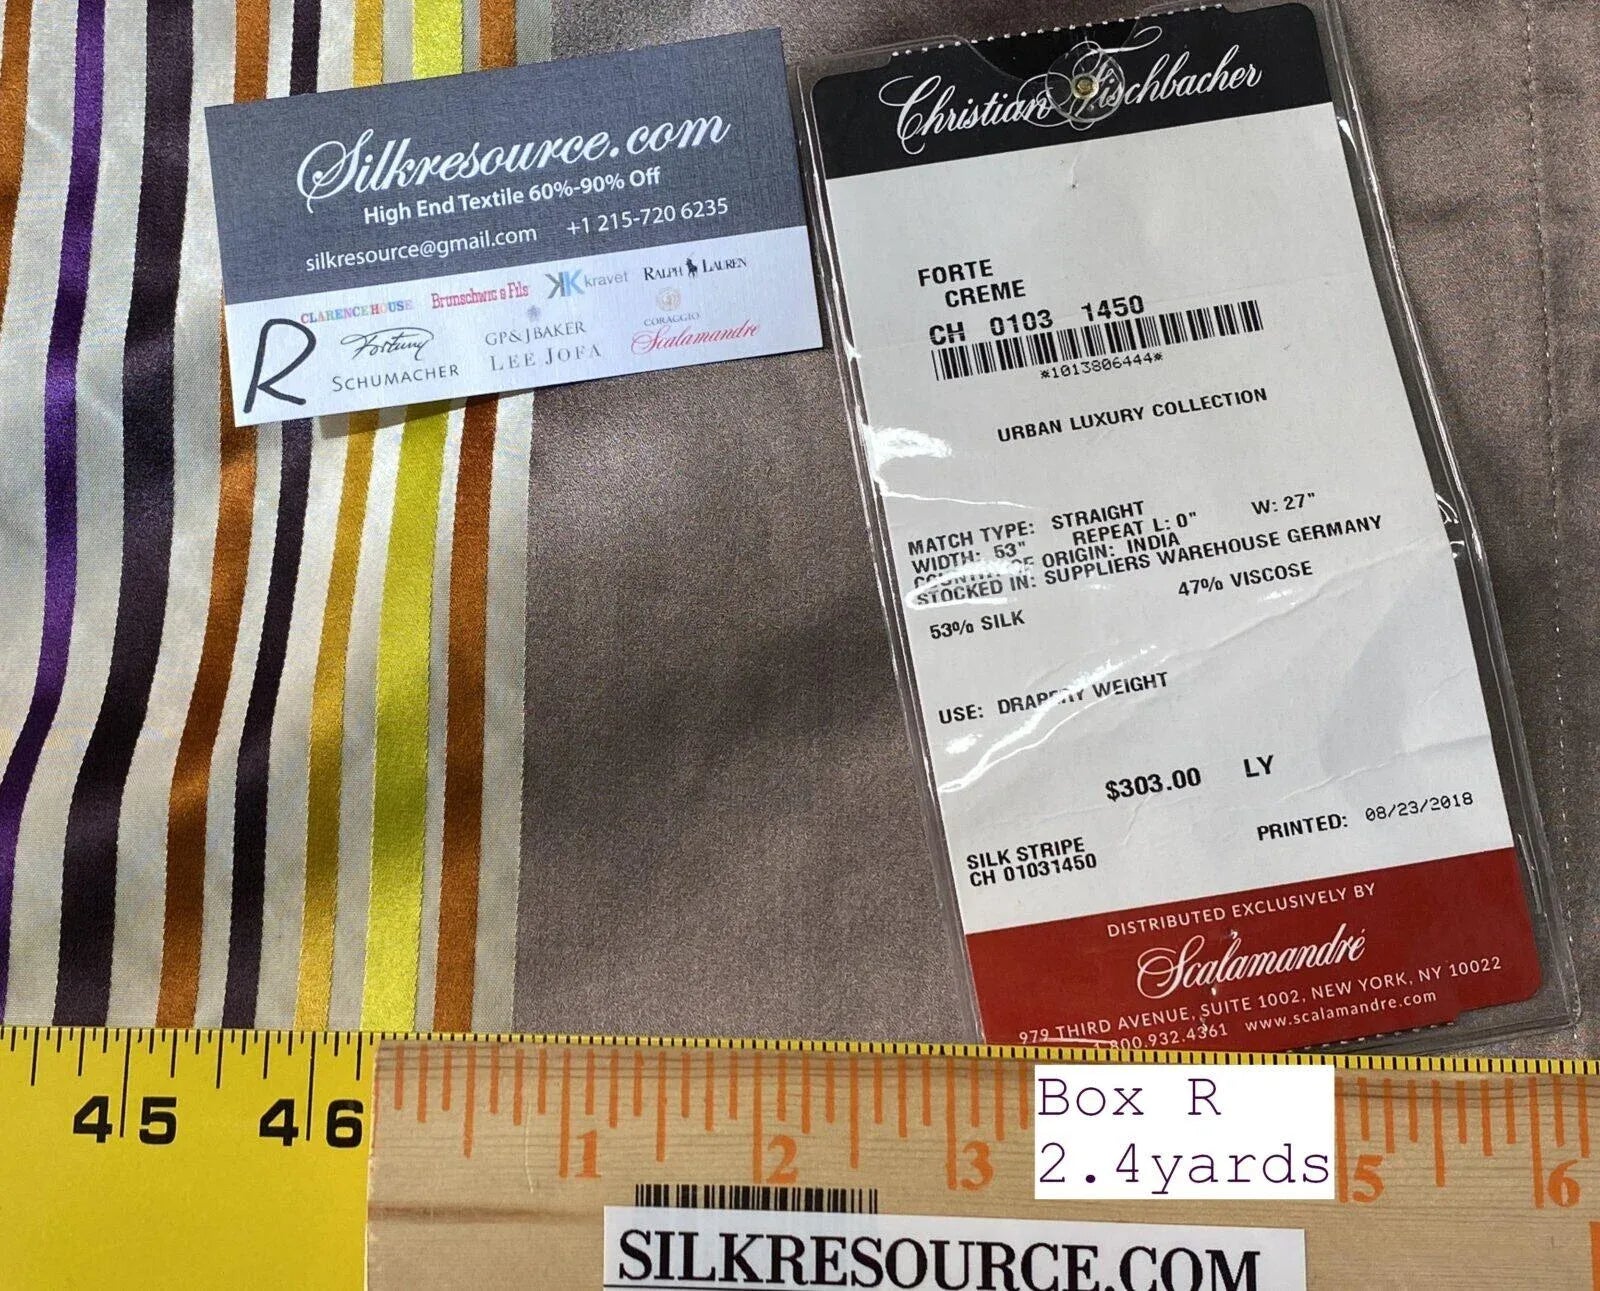 Silkresource.com
High End Textile 60%-90% Off
silkresource@gmail.com +1 215-720 6235
CLARENCE HOUSE Brunschwig & Fils kravet RALPH LAUREN
Fortuny GP & J BAKER CORAGGIO
SCHUMACHER LEE JOFA Scalamandre
R
Christian Fischbacher
FORTE
CREME
CH 0103 1450
*1013806444*
URBAN LUXURY COLLECTION
MATCH TYPE: STRAIGHT
WIDTH: 53" REPEAT L: 0" W: 27"
COUNTRY OF ORIGIN: INDIA
STOCKED IN: SUPPLIERS WAREHOUSE GERMANY
53% SILK 47% VISCOSE
USE: DRAPERY WEIGHT
$303.00 LY
PRINTED: 08/23/2018
SILK STRIPE
CH 01031450
DISTRIBUTED EXCLUSIVELY BY
Scalamandré
979 THIRD AVENUE, SUITE 1002, NEW YORK, NY 10022
1.800.932.4361 www.scalamandre.com
45 46
1 2 3 5 6
Box R
2.4yards
SILKRESOURCE.COM